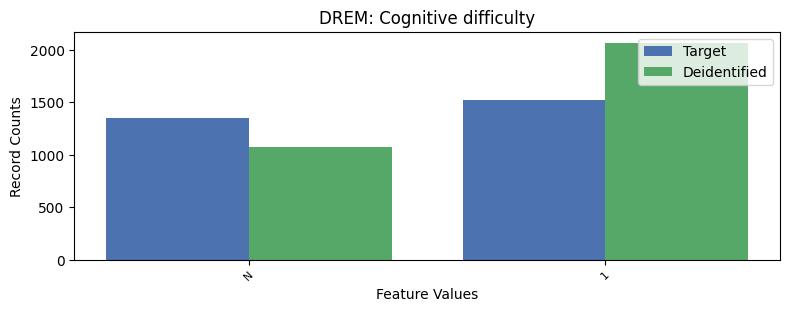 DREM: Cognitive difficulty
Target
Deidentified
Record Counts
2000
1500
1000
500
0
N
1
Feature Values